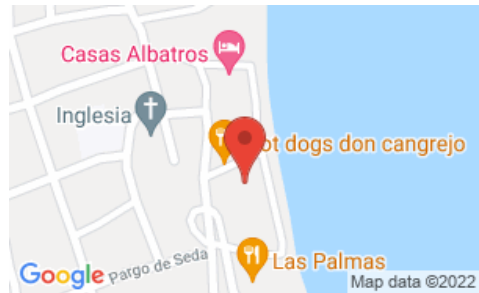 Casas Albatros
Inglesia
ot dogs don cangrejo
Pargo de Seda
Las Palmas
Google
Map data ©2022